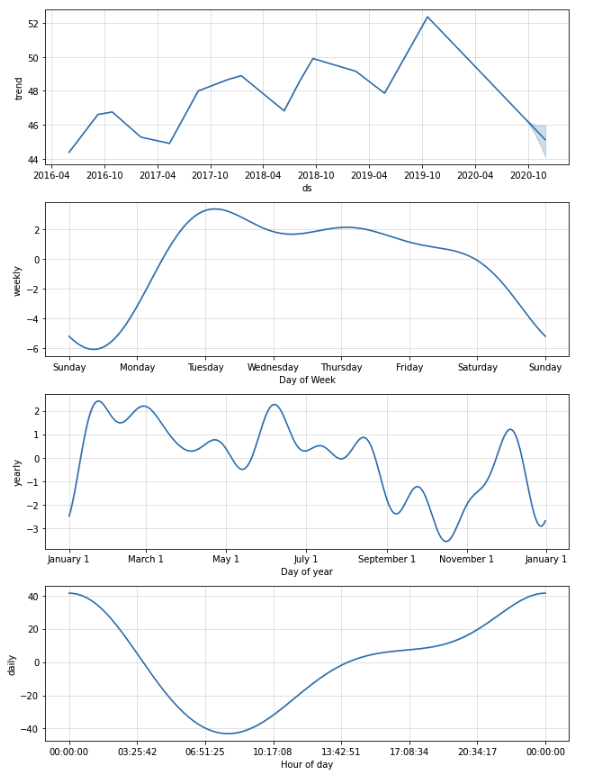 52
50
48
46
44
trend
2016-04 2016-10 2017-04 2017-10 2018-04 2018-10 2019-04 2019-10 2020-04 2020-10
ds
2
0
−2
−4
−6
weekly
Sunday Monday Tuesday Wednesday Thursday Friday Saturday Sunday
Day of Week
2
1
0
−1
−2
−3
yearly
January 1 March 1 May 1 July 1 September 1 November 1 January 1
Day of year
40
20
0
−20
−40
daily
00:00:00 03:25:42 06:51:25 10:17:08 13:42:51 17:08:34 20:34:17 00:00:00
Hour of day